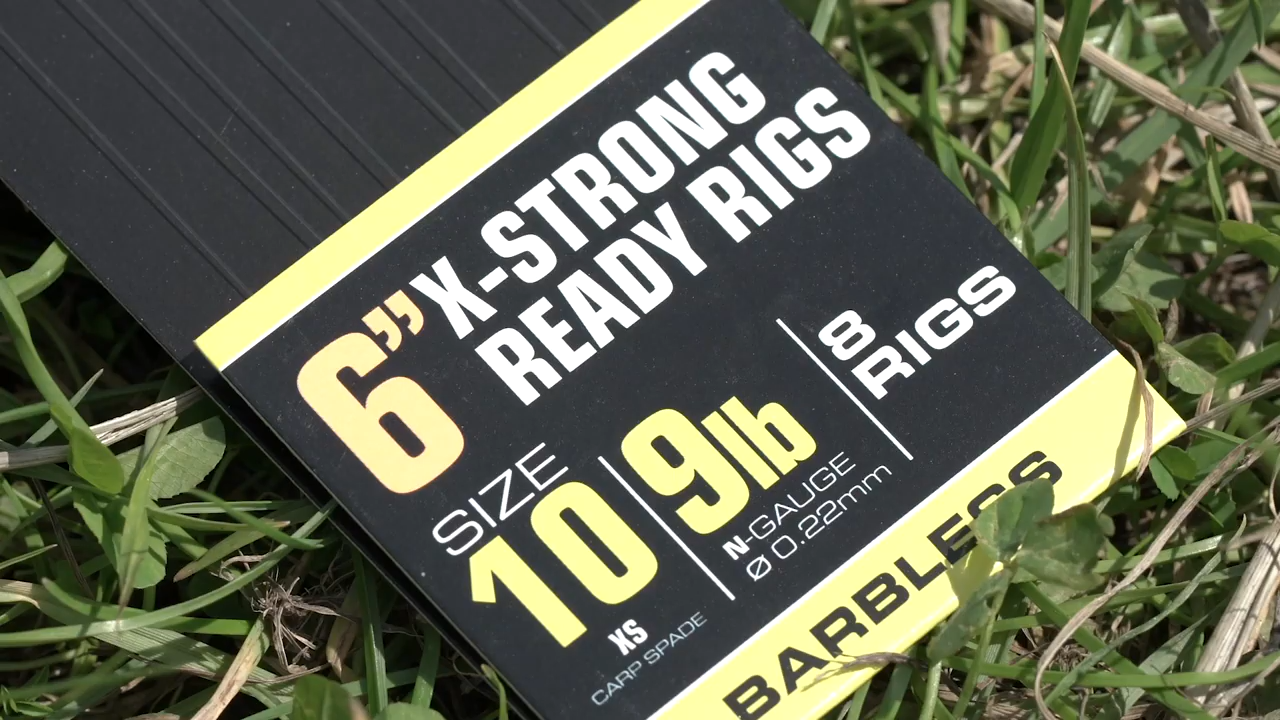 6” X-STRONG
READY RIGS
SIZE
10
XS
CARP SPADE
9lb
N-GAUGE
Ø 0.22mm
8
RIGS
BARBLESS